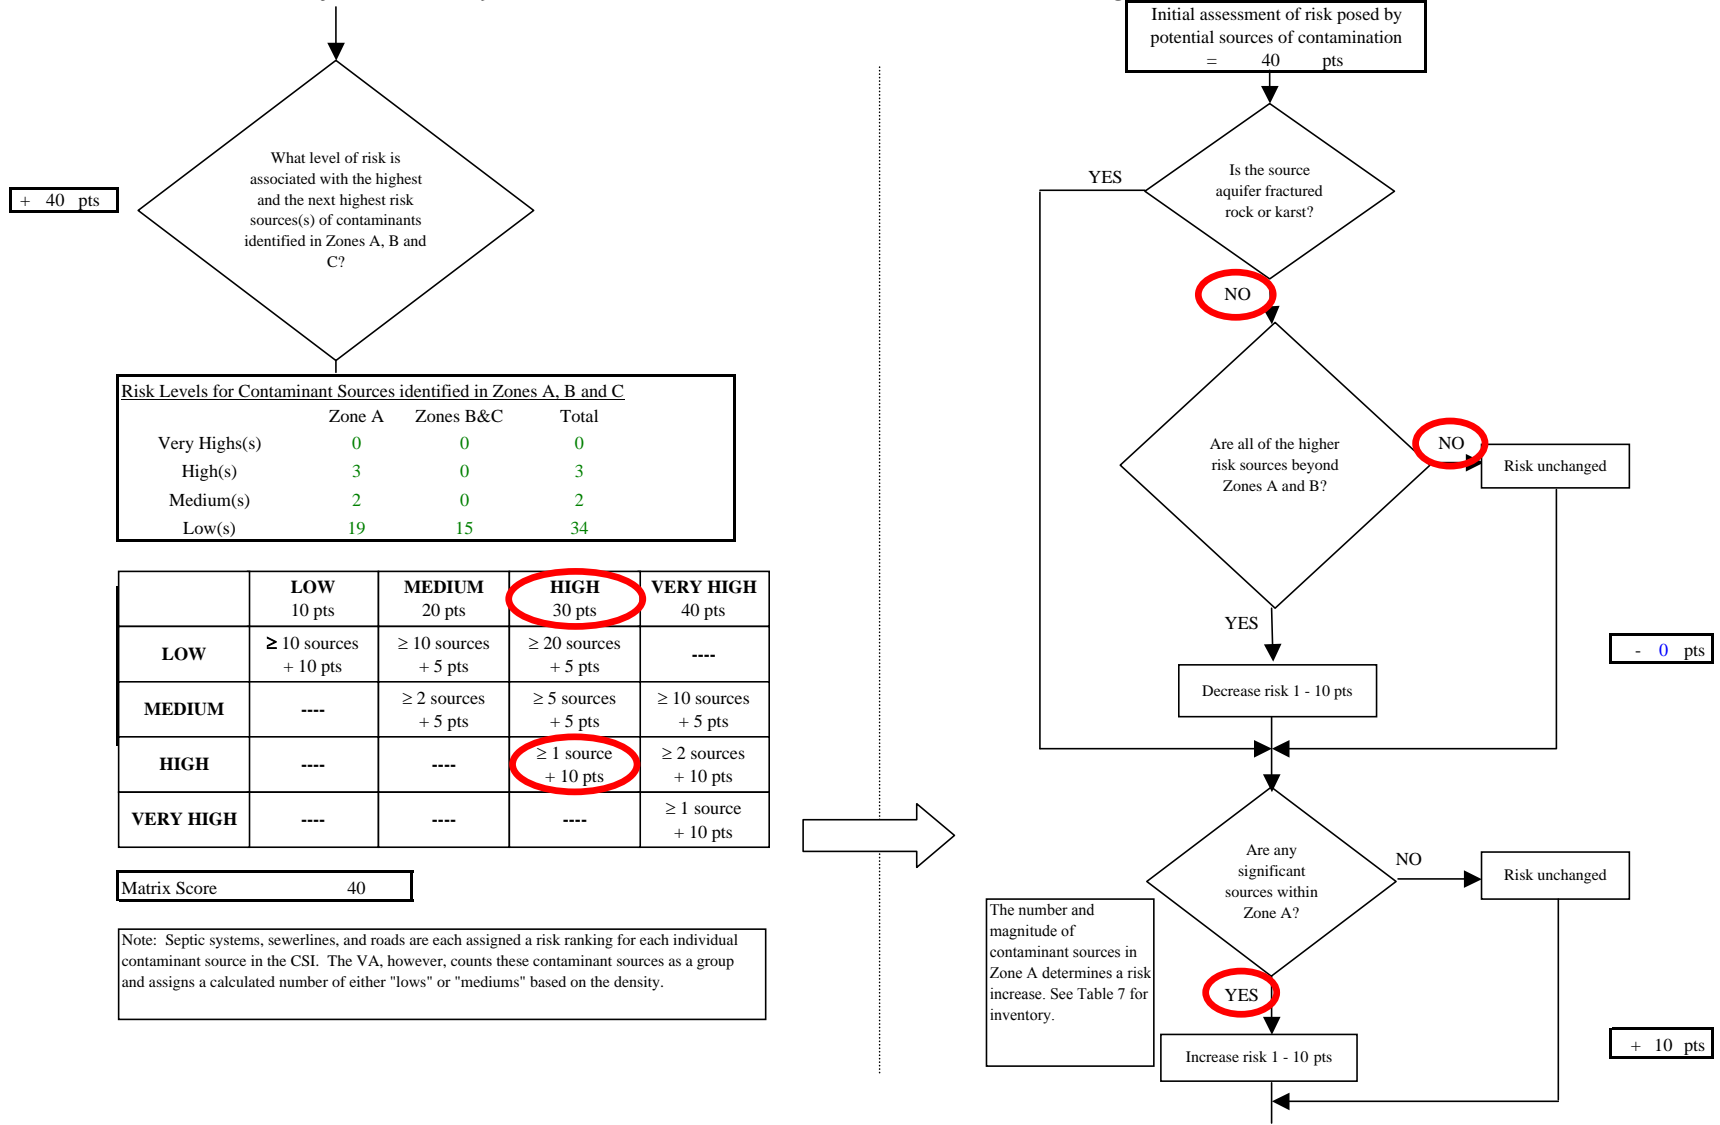 What level of risk is
associated with the highest
and the next highest risk
sources(s) of contaminants
identified in Zones A, B and
C?
+ 40 pts
Risk Levels for Contaminant Sources identified in Zones A, B and C
Zone A Zones B&C Total
Very Highs(s) 0 0 0
High(s) 3 0 3
Medium(s) 2 0 2
Low(s) 19 15 34
LOW MEDIUM HIGH VERY HIGH
10 pts 20 pts 30 pts 40 pts
LOW ≥ 10 sources ≥ 10 sources ≥ 20 sources ----
+ 10 pts + 5 pts + 5 pts
MEDIUM ---- ≥ 2 sources ≥ 5 sources ≥ 10 sources
+ 5 pts + 5 pts + 5 pts
HIGH ---- ---- ≥ 1 source ≥ 2 sources
+ 10 pts + 10 pts
VERY HIGH ---- ---- ---- ≥ 1 source
+ 10 pts
Matrix Score 40
Note: Septic systems, sewerlines, and roads are each assigned a risk ranking for each individual
contaminant source in the CSI. The VA, however, counts these contaminant sources as a group
and assigns a calculated number of either "lows" or "mediums" based on the density.
Initial assessment of risk posed by
potential sources of contamination
= 40 pts
Is the source
aquifer fractured
rock or karst?
YES
NO
Are all of the higher
risk sources beyond
Zones A and B?
NO
Risk unchanged
YES
Decrease risk 1 - 10 pts
- 0 pts
Are any
significant
sources within
Zone A?
NO
Risk unchanged
The number and
magnitude of
contaminant sources in
Zone A determines a risk
increase. See Table 7 for
inventory.
YES
Increase risk 1 - 10 pts
+ 10 pts